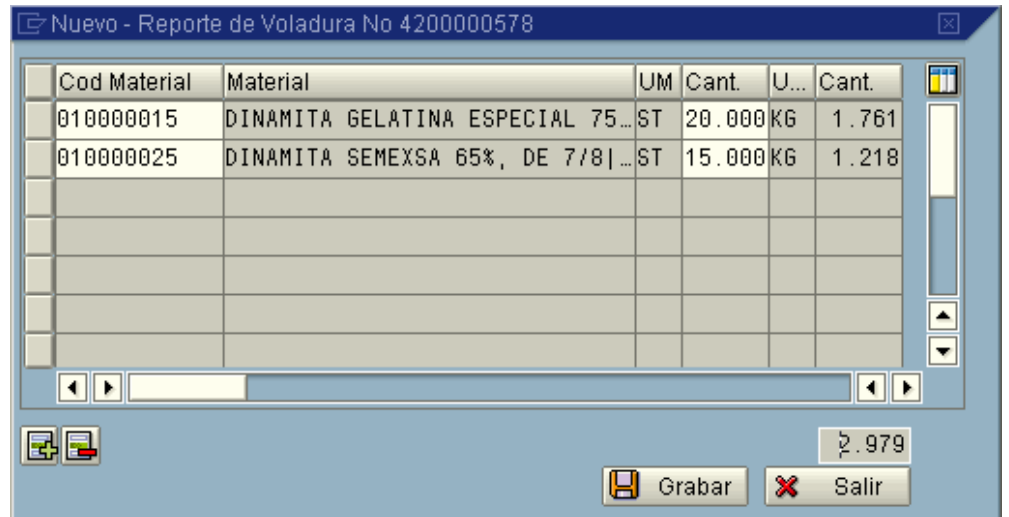 Nuevo - Reporte de Voladura No 4200000578
Cod Material Material UM Cant. U... Cant.
010000015 DINAMITA GELATINA ESPECIAL 75... ST 20.000 KG 1.761
010000025 DINAMITA SEMEXSA 65%, DE 7/8|... ST 15.000 KG 1.218
2.979
Grabar Salir